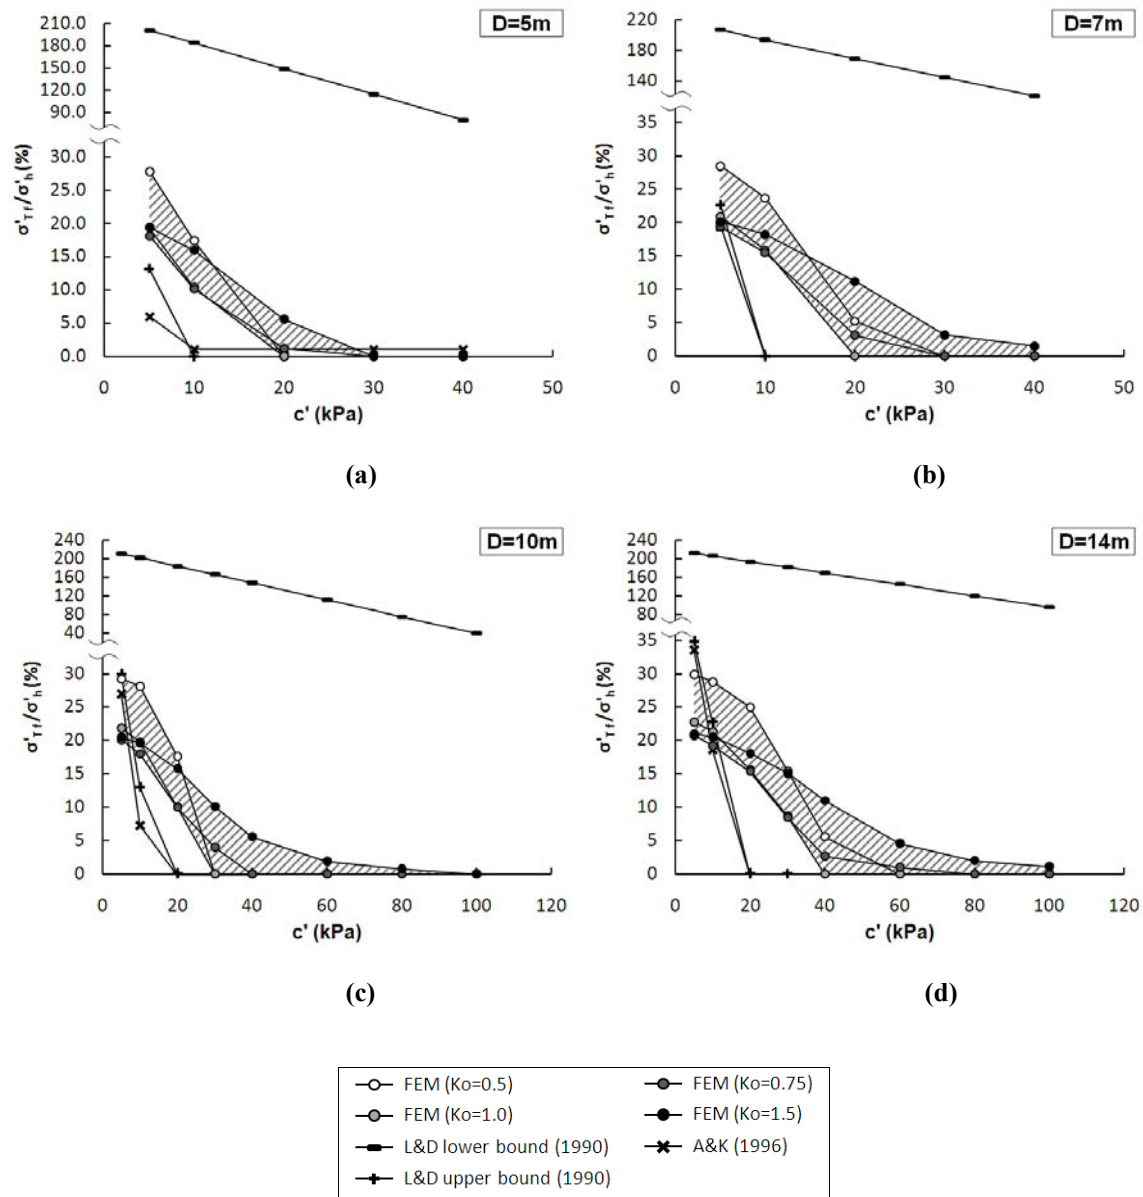 D=5m
210.0
180.0
150.0
120.0
90.0
30.0
25.0
20.0
15.0
10.0
5.0
0.0
σ'Tf/σ'h(%)
0 10 20 30 40 50
c' (kPa)
(a)
D=7m
220
180
140
35
30
25
20
15
10
5
0
σ'Tf/σ'h(%)
0 10 20 30 40 50
c' (kPa)
(b)
D=10m
240
200
160
120
80
40
30
25
20
15
10
5
0
σ'Tf/σ'h(%)
0 20 40 60 80 100 120
c' (kPa)
(c)
D=14m
240
200
160
120
80
35
30
25
20
15
10
5
0
σ'Tf/σ'h(%)
0 20 40 60 80 100 120
c' (kPa)
(d)
FEM (Ko=0.5) FEM (Ko=0.75)
FEM (Ko=1.0) FEM (Ko=1.5)
L&D lower bound (1990) A&K (1996)
L&D upper bound (1990)